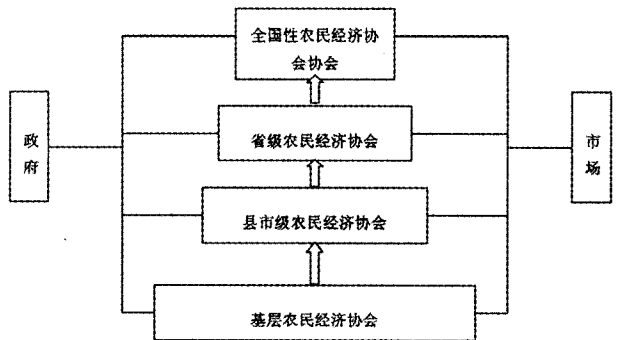 全国性农民经济协
会协会
政
府
省级农民经济协会
市
场
县市级农民经济协会
基层农民经济协会